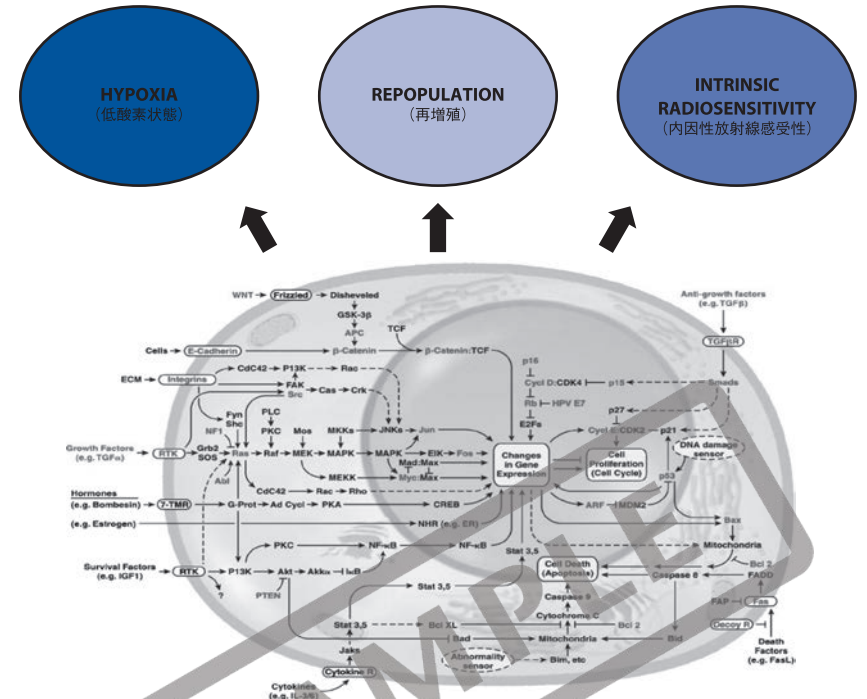 HYPOXIA
（低酸素状態）
REPOPULATION
（再増殖）
INTRINSIC
RADIOSENSITIVITY
（内因性放射線感受性）
Anti-growth factors
(e.g. TGFβ)
WNT Frizzled Disheveled
GSK-3β
APC
TCF
TGFβR
Cells E-Cadherin β-Catenin β-Catenin:TCF
p16
CdC42 P13K Rac
ECM Integrins
Cycl D:CDK4 p15 Smads
FAK
Src Cas Crk
Rb HPV E7
p27
Fyn
Shc
PLC
E2Fs
NF1
PKC Mos MKKs JNKs Jun
Cycl E:CDK2 p21
Growth Factors
(e.g. TGFα)
RTK
Grb2
SOS
Ras Raf MEK MAPK MAPK ElK Fos
Mad:Max
Changes
in Gene
Expression
Cell
Proliferation
(Cell Cycle)
DNA damage
sensor
Abl
MEKK Myc:Max
p53
CdC42 Rac Rho
Hormones
(e.g. Bombesin) 7-TMR G-Prot Ad Cycl PKA CREB
ARF MDM2
(e.g. Estrogen) NHR (e.g. ER)
Bax
PKC NF-κB NF-κB
Stat 3,5
Mitochondria
Survival Factors
(e.g. IGF1)
RTK P13K Akt Akkα IκB
Cell Death
(Apoptosis)
Bcl 2
Caspase 8 FADD
?
PTEN
Stat 3,5
Caspase 9
FAP Fas
Cytochrome C
Stat 3,5 Bcl XL Bcl 2
Decoy R
Bad Mitochondria Bid
Death
Factors
(e.g. FasL)
Jaks
Abnormality
sensor
Bim, etc
Cytokine R
Cytokines
(e.g. IL-3/6)
MPLE